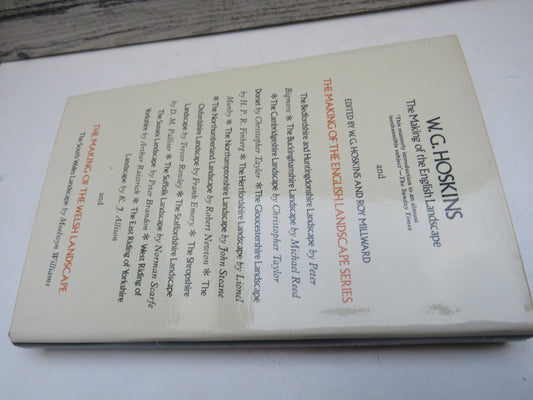 W. G. HOSKINS
The Making of the English Landscape
"This masterly introduction to an almost
inexhaustible subject"—The Sunday Times
and
EDITED BY W. G. HOSKINS AND ROY MILLWARD
THE MAKING OF THE ENGLISH LANDSCAPE SERIES
The Bedfordshire and Huntingdonshire Landscape by Peter
Bigmore * The Buckinghamshire Landscape by Michael Reed
* The Cambridgeshire Landscape by Christopher Taylor
Dorset by Christopher Taylor * The Gloucestershire Landscape
by H. P. R. Finberg * The Hertfordshire Landscape by Lionel
Munby * The Northamptonshire Landscape by John Steane
* The Northumberland Landscape by Robert Newton * The
Oxfordshire Landscape by Frank Emery * The Shropshire
Landscape by Trevor Rowley * The Staffordshire Landscape
by D. M. Palliser * The Suffolk Landscape by Norman Scarfe
The Sussex Landscape by Peter Brandon * West Riding of
Yorkshire by Arthur Raistrick * The East Riding of Yorkshire
Landscape by K. J. Allison
and
THE MAKING OF THE WELSH LANDSCAPE
The South Wales Landscape by Moelwyn Williams